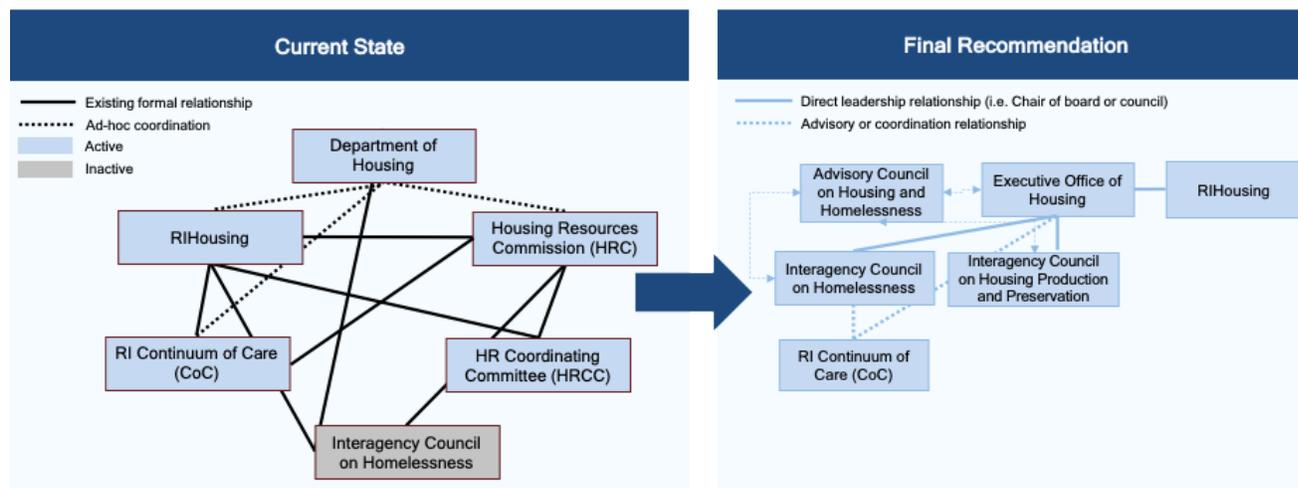 Current State
Existing formal relationship
Ad-hoc coordination
Active
Inactive
Department of
Housing
RIHousing
Housing Resources
Commission (HRC)
RI Continuum of Care
(CoC)
HR Coordinating
Committee (HRCC)
Interagency Council
on Homelessness
Final Recommendation
Direct leadership relationship (i.e. Chair of board or council)
Advisory or coordination relationship
Advisory Council
on Housing and
Homelessness
Executive Office of
Housing
RIHousing
Interagency Council
on Homelessness
Interagency Council
on Housing Production
and Preservation
RI Continuum of
Care (CoC)